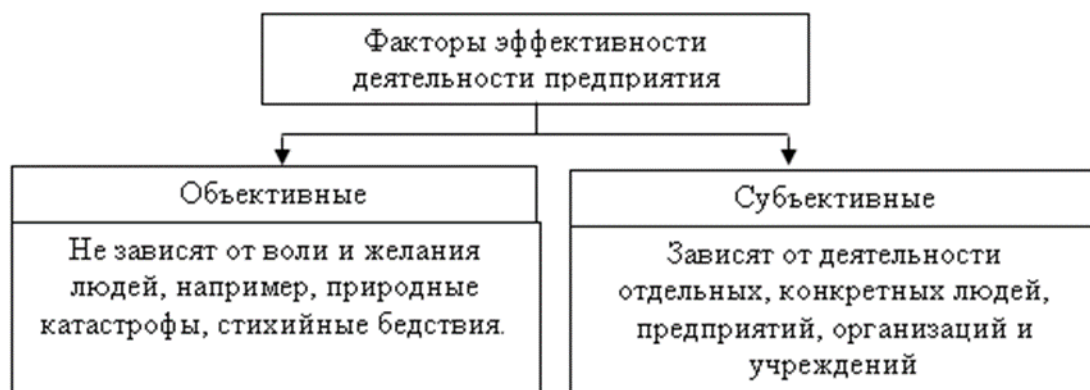 Факторы эффективности
деятельности предприятия
Объективные
Не зависят от воли и желания
людей, например, природные
катастрофы, стихийные бедствия.
Субъективные
Зависят от деятельности
отдельных, конкретных людей,
предприятий, организаций и
учреждений